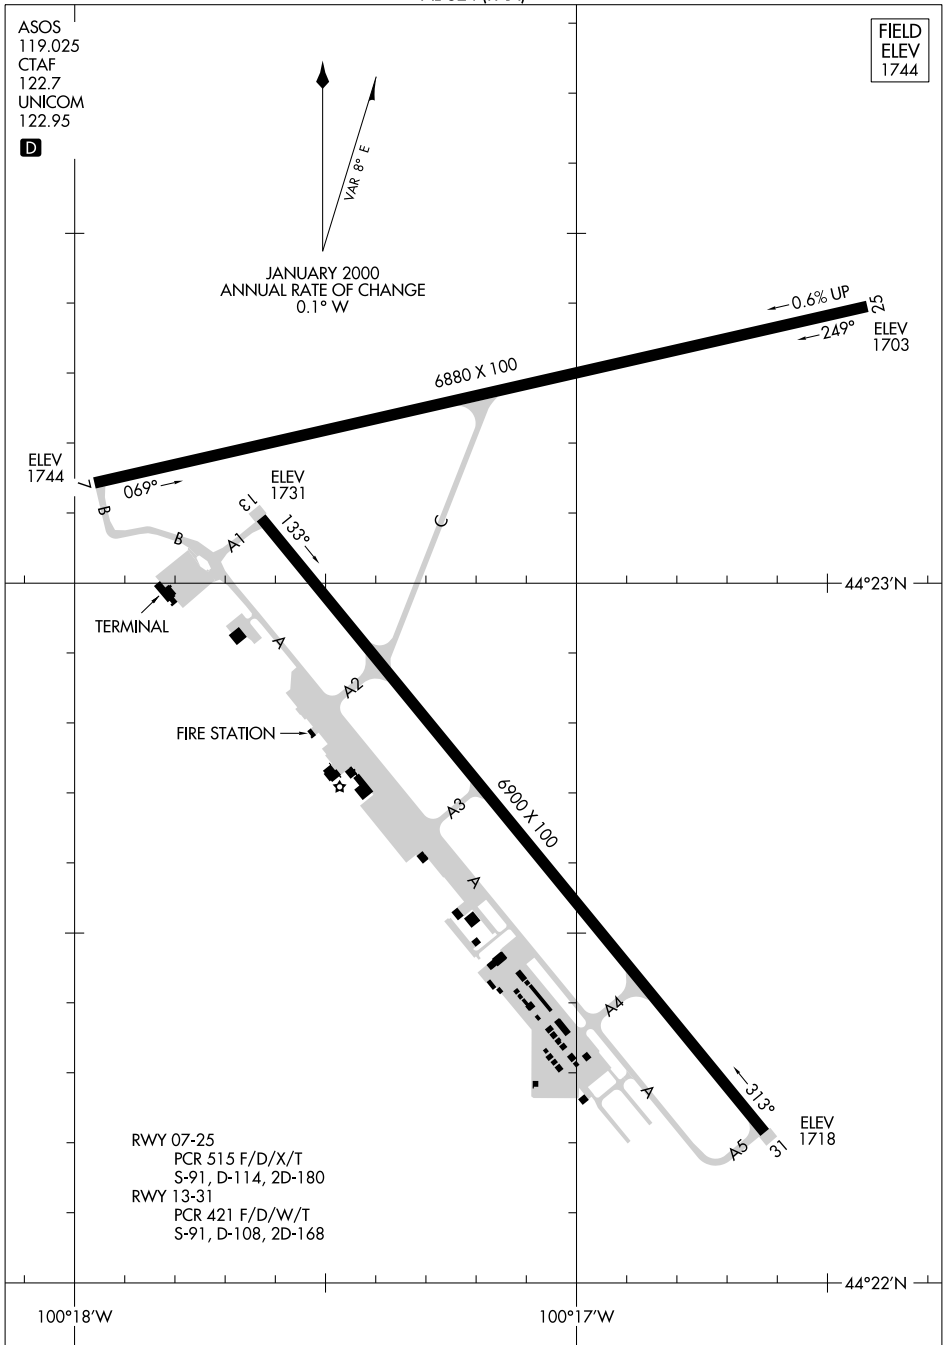 ASOS
119.025
CTAF
122.7
UNICOM
122.95
D
FIELD
ELEV
1744
VAR 8° E
JANUARY 2000
ANNUAL RATE OF CHANGE
0.1° W
0.6% UP
25
249°
ELEV
1703
6880 X 100
ELEV
1744
7
069°
ELEV
1731
13
133°
B
B
A1
C
44°23'N
TERMINAL
A
A2
FIRE STATION
6900 X 100
A3
A
A4
A
313°
ELEV
1718
31
A5
RWY 07-25
PCR 515 F/D/X/T
S-91, D-114, 2D-180
RWY 13-31
PCR 421 F/D/W/T
S-91, D-108, 2D-168
44°22'N
100°18'W
100°17'W